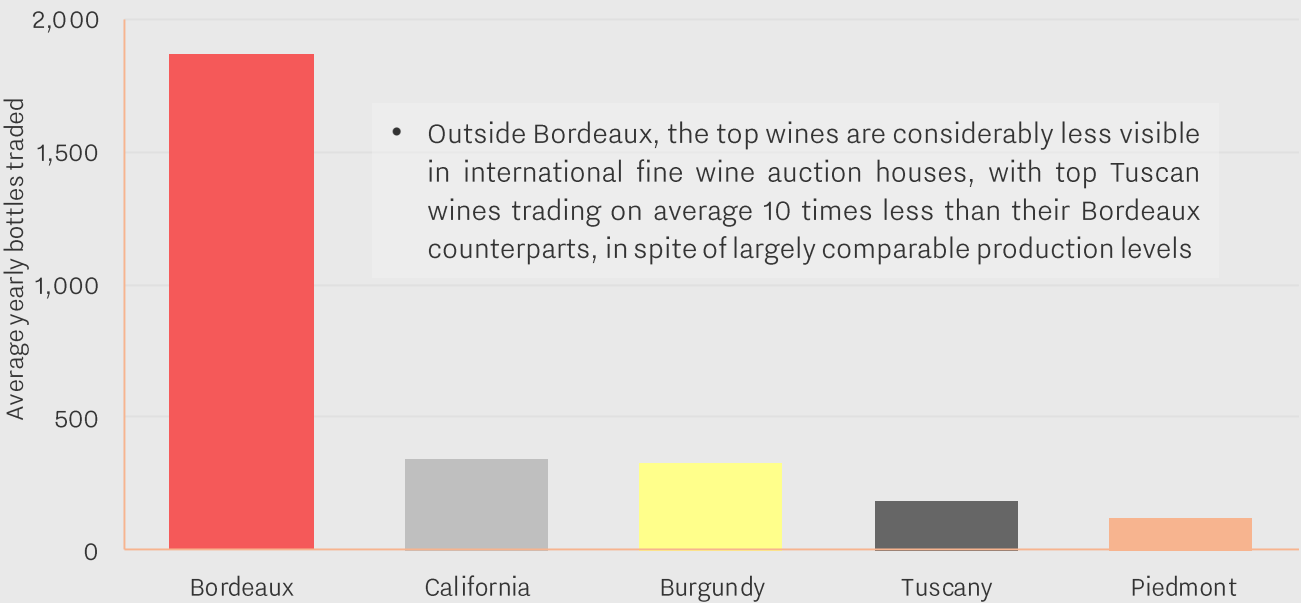 2,000
1,500
1,000
500
0
Average yearly bottles traded
• Outside Bordeaux, the top wines are considerably less visible
in international fine wine auction houses, with top Tuscan
wines trading on average 10 times less than their Bordeaux
counterparts, in spite of largely comparable production levels
Bordeaux
California
Burgundy
Tuscany
Piedmont